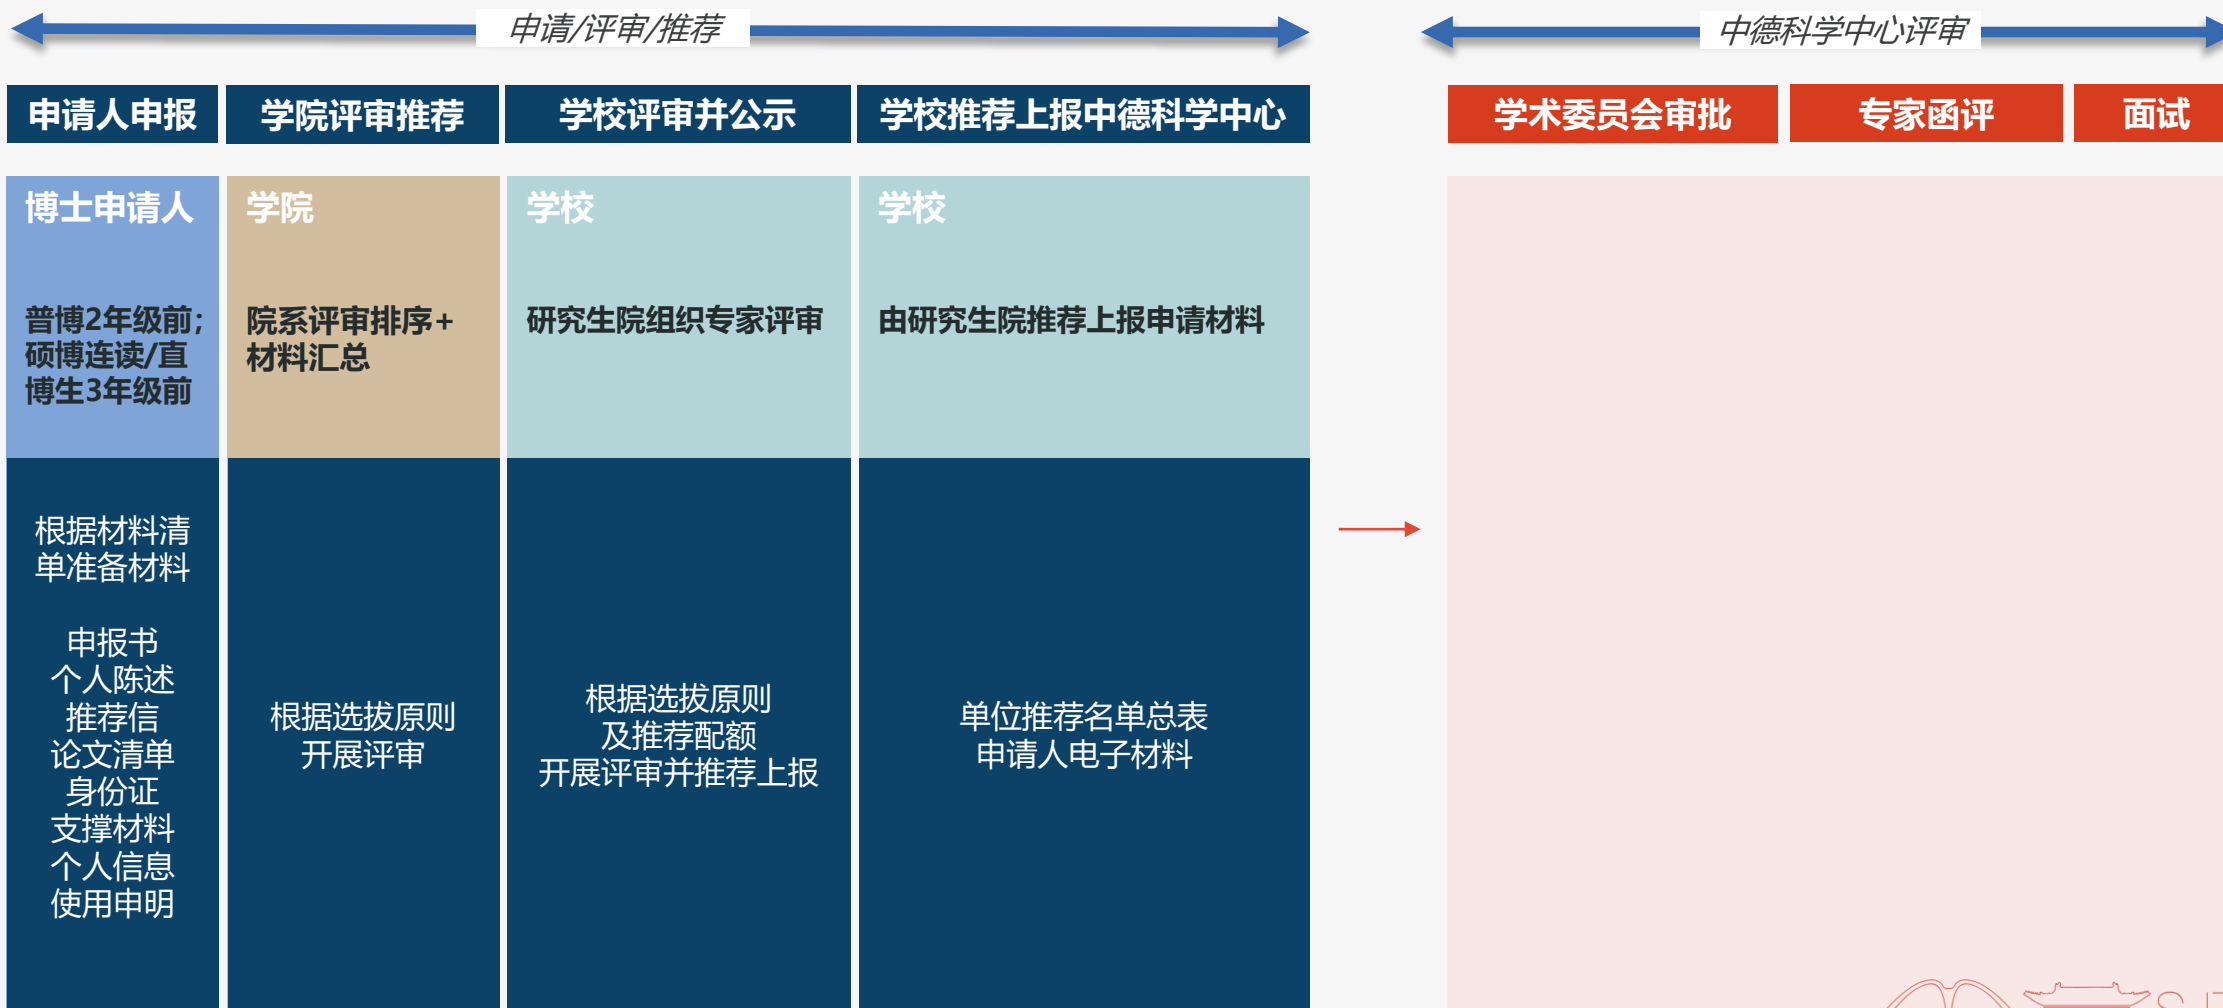 申请/评审/推荐
中德科学中心评审
申请人申报
学院评审推荐
学校评审并公示
学校推荐上报中德科学中心
学术委员会审批
专家函评
面试
博士申请人
普博2年级前；
硕博连读/直
博生3年级前
学院
院系评审排序+
材料汇总
学校
研究生院组织专家评审
学校
由研究生院推荐上报申请材料
根据材料清
单准备材料
申报书
个人陈述
推荐信
论文清单
身份证
支撑材料
个人信息
使用申明
根据选拔原则
开展评审
根据选拔原则
及推荐配额
开展评审并推荐上报
单位推荐名单总表
申请人电子材料